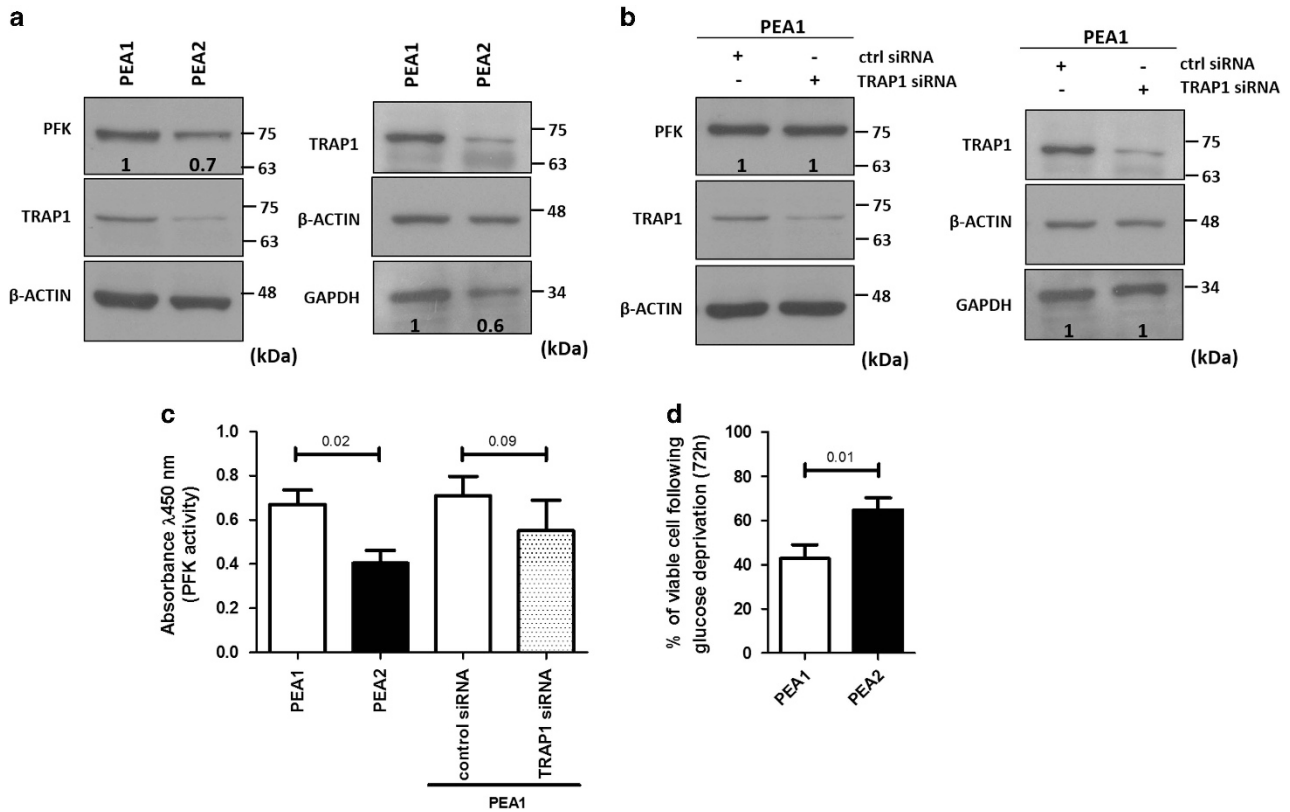 a
PEA1 PEA2
PFK
75
1 0.7
63
TRAP1
75
63
β-ACTIN
48
(kDa)
PEA1 PEA2
TRAP1
75
63
β-ACTIN
48
GAPDH
34
1 0.6
(kDa)
b
PEA1
+ - ctrl siRNA
- + TRAP1 siRNA
PFK
75
1 1
63
TRAP1
75
63
β-ACTIN
48
(kDa)
PEA1
+ - ctrl siRNA
- + TRAP1 siRNA
TRAP1
75
63
β-ACTIN
48
GAPDH
34
1 1
(kDa)
c
Absorbance λ450 nm
(PFK activity)
1.0
0.8
0.6
0.4
0.2
0.0
0.02
0.09
PEA1
PEA2
control siRNA
TRAP1 siRNA
PEA1
d
% of viable cell following
glucose deprivation (72h)
100
80
60
40
20
0
0.01
PEA1
PEA2